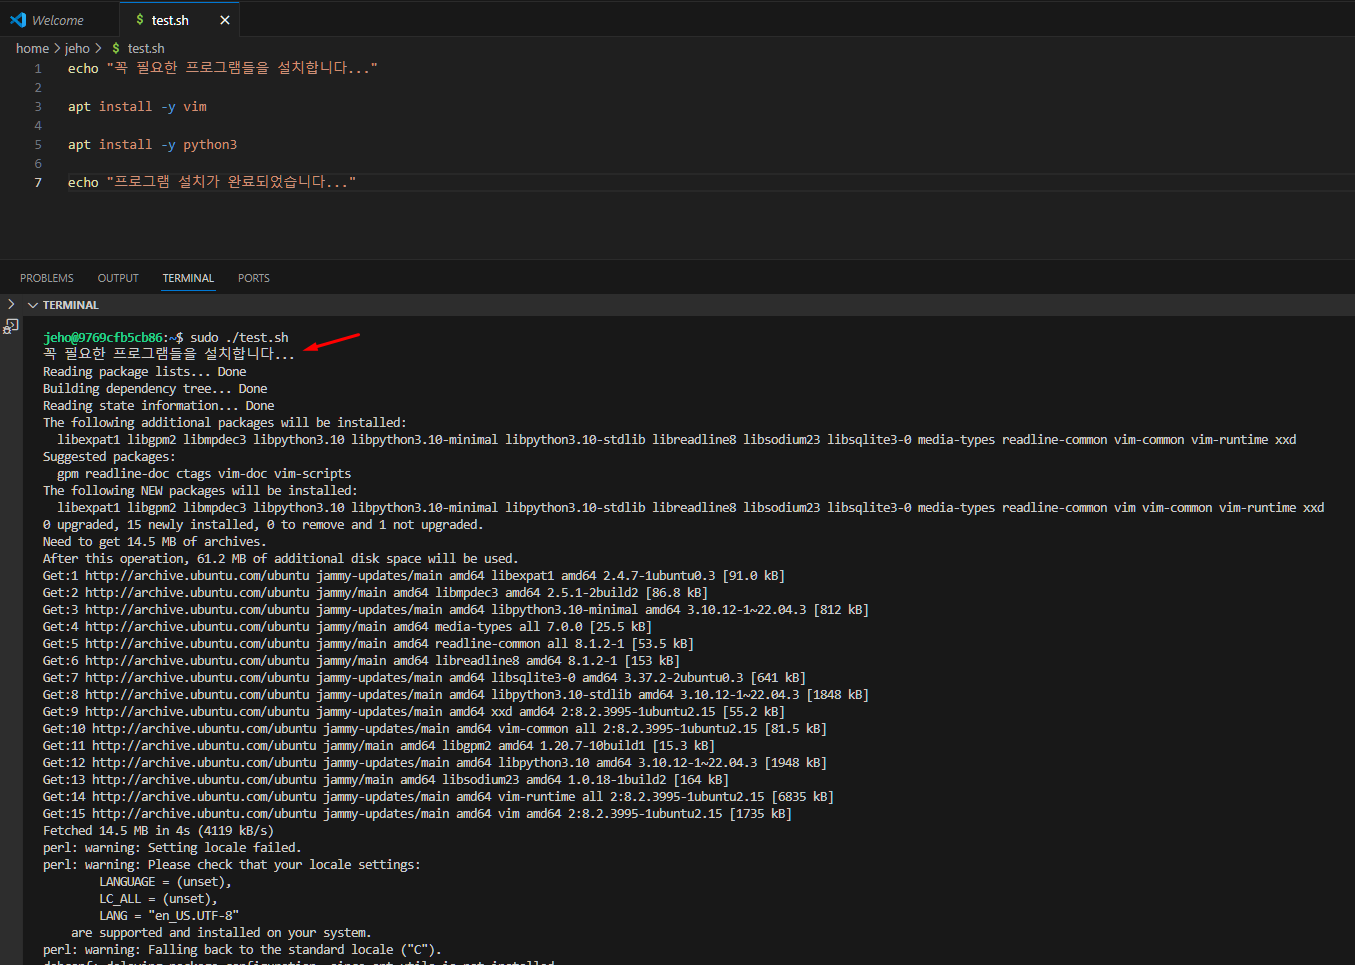 Welcome
$ test.sh
home > jeho > $ test.sh
1 echo "꼭 필요한 프로그램들을 설치합니다..."
2
3 apt install -y vim
4
5 apt install -y python3
6
7 echo "프로그램 설치가 완료되었습니다..."
PROBLEMS OUTPUT TERMINAL PORTS
TERMINAL
jeho@9769cfb5cb86:~$ sudo ./test.sh
꼭 필요한 프로그램들을 설치합니다...
Reading package lists... Done
Building dependency tree... Done
Reading state information... Done
The following additional packages will be installed:
libexpat1 libgpm2 libmpdec3 libpython3.10 libpython3.10-minimal libpython3.10-stdlib libreadline8 libsodium23 libsqlite3-0 media-types readline-common vim-common vim-runtime xxd
Suggested packages:
gpm readline-doc ctags vim-doc vim-scripts
The following NEW packages will be installed:
libexpat1 libgpm2 libmpdec3 libpython3.10 libpython3.10-minimal libpython3.10-stdlib libreadline8 libsodium23 libsqlite3-0 media-types readline-common vim vim-common vim-runtime xxd
0 upgraded, 15 newly installed, 0 to remove and 1 not upgraded.
Need to get 14.5 MB of archives.
After this operation, 61.2 MB of additional disk space will be used.
Get:1 http://archive.ubuntu.com/ubuntu jammy-updates/main amd64 libexpat1 amd64 2.4.7-1ubuntu0.3 [91.0 kB]
Get:2 http://archive.ubuntu.com/ubuntu jammy/main amd64 libmpdec3 amd64 2.5.1-2build2 [86.8 kB]
Get:3 http://archive.ubuntu.com/ubuntu jammy-updates/main amd64 libpython3.10-minimal amd64 3.10.12-1~22.04.3 [812 kB]
Get:4 http://archive.ubuntu.com/ubuntu jammy/main amd64 media-types all 7.0.0 [25.5 kB]
Get:5 http://archive.ubuntu.com/ubuntu jammy/main amd64 readline-common all 8.1.2-1 [53.5 kB]
Get:6 http://archive.ubuntu.com/ubuntu jammy/main amd64 libreadline8 amd64 8.1.2-1 [153 kB]
Get:7 http://archive.ubuntu.com/ubuntu jammy-updates/main amd64 libsqlite3-0 amd64 3.37.2-2ubuntu0.3 [641 kB]
Get:8 http://archive.ubuntu.com/ubuntu jammy-updates/main amd64 libpython3.10-stdlib amd64 3.10.12-1~22.04.3 [1848 kB]
Get:9 http://archive.ubuntu.com/ubuntu jammy-updates/main amd64 xxd amd64 2:8.2.3995-1ubuntu2.15 [55.2 kB]
Get:10 http://archive.ubuntu.com/ubuntu jammy-updates/main amd64 vim-common all 2:8.2.3995-1ubuntu2.15 [81.5 kB]
Get:11 http://archive.ubuntu.com/ubuntu jammy/main amd64 libgpm2 amd64 1.20.7-10build1 [15.3 kB]
Get:12 http://archive.ubuntu.com/ubuntu jammy-updates/main amd64 libpython3.10 amd64 3.10.12-1~22.04.3 [1948 kB]
Get:13 http://archive.ubuntu.com/ubuntu jammy/main amd64 libsodium23 amd64 1.0.18-1build2 [164 kB]
Get:14 http://archive.ubuntu.com/ubuntu jammy-updates/main amd64 vim-runtime all 2:8.2.3995-1ubuntu2.15 [6835 kB]
Get:15 http://archive.ubuntu.com/ubuntu jammy-updates/main amd64 vim amd64 2:8.2.3995-1ubuntu2.15 [1735 kB]
Fetched 14.5 MB in 4s (4119 kB/s)
perl: warning: Setting locale failed.
perl: warning: Please check that your locale settings:
LANGUAGE = (unset),
LC_ALL = (unset),
LANG = "en_US.UTF-8"
are supported and installed on your system.
perl: warning: Falling back to the standard locale ("C").
debconf: delaying package configuration, since apt-utils is not installed